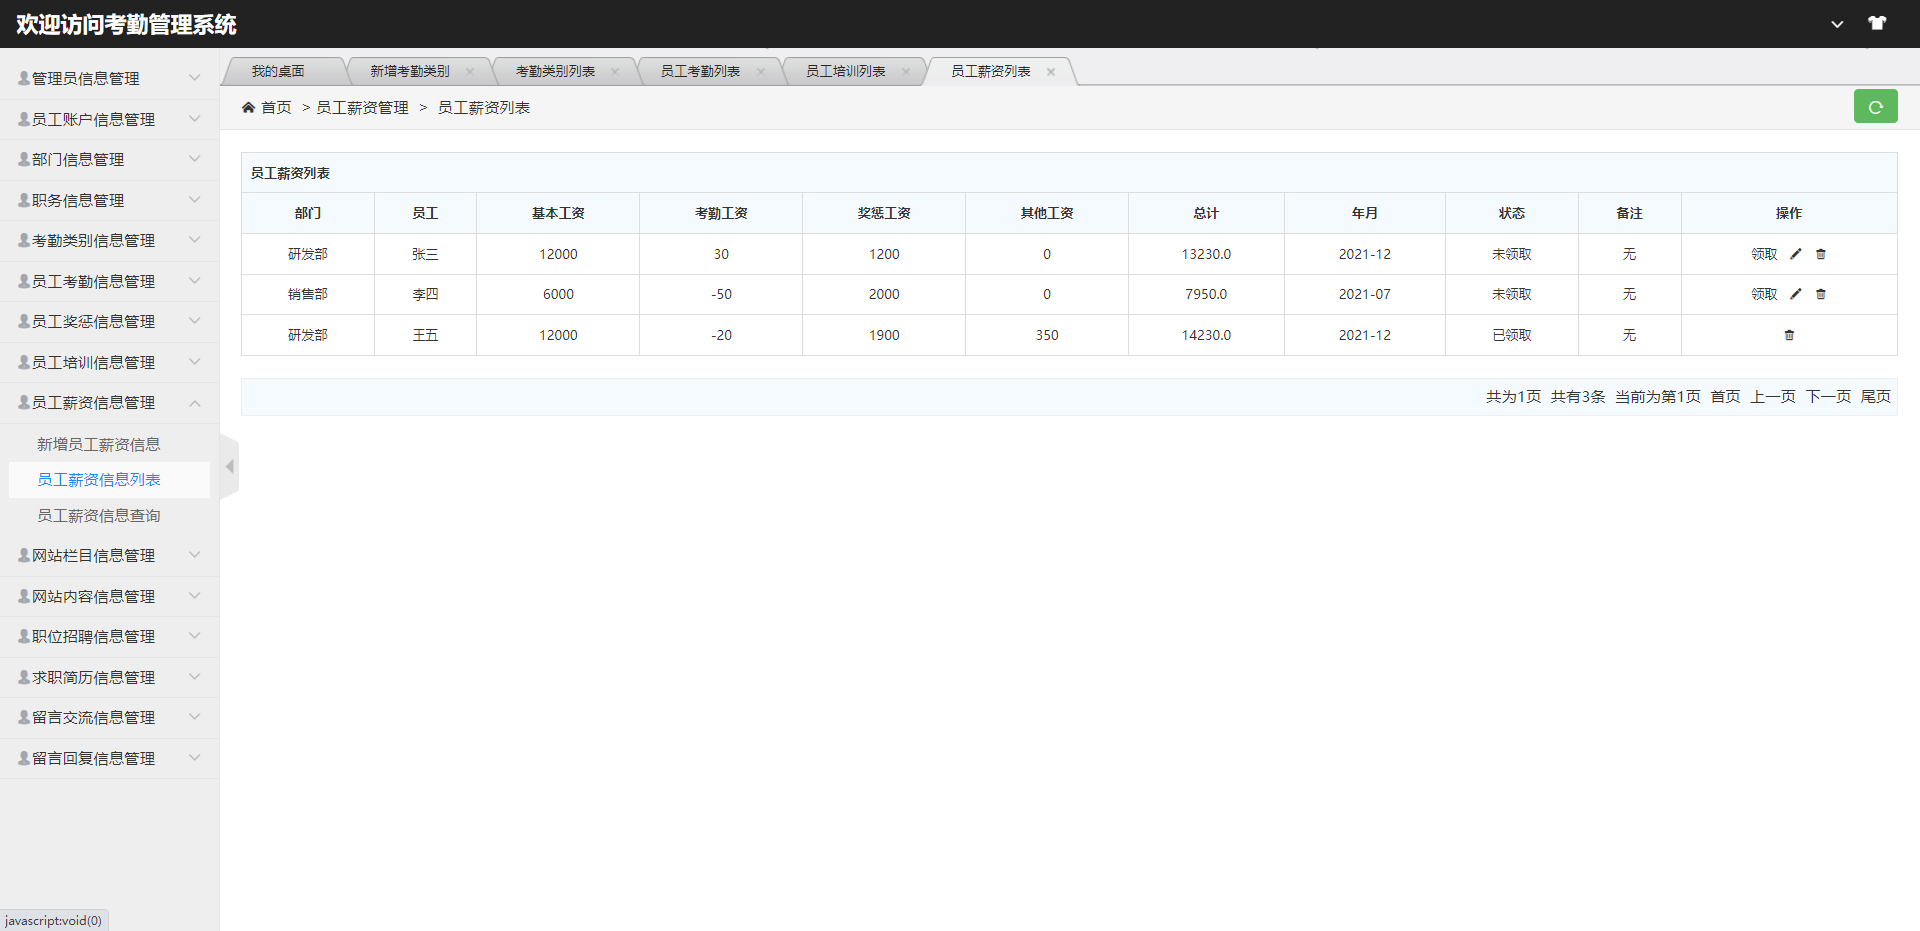 欢迎访问考勤管理系统
我的桌面 新增考勤类别 考勤类别列表 员工考勤列表 员工培训列表 员工薪资列表
首页 > 员工薪资管理 > 员工薪资列表
管理员信息管理
员工账户信息管理
部门信息管理
职务信息管理
考勤类别信息管理
员工考勤信息管理
员工奖惩信息管理
员工培训信息管理
员工薪资信息管理
新增员工薪资信息
员工薪资信息列表
员工薪资信息查询
网站栏目信息管理
网站内容信息管理
职位招聘信息管理
求职简历信息管理
留言交流信息管理
留言回复信息管理
员工薪资列表
部门 员工 基本工资 考勤工资 奖惩工资 其他工资 总计 年月 状态 备注 操作
研发部 张三 12000 30 1200 0 13230.0 2021-12 未领取 无 领取
销售部 李四 6000 -50 2000 0 7950.0 2021-07 未领取 无 领取
研发部 王五 12000 -20 1900 350 14230.0 2021-12 已领取 无
共为1页 共有3条 当前为第1页 首页 上一页 下一页 尾页
javascript:void(0)